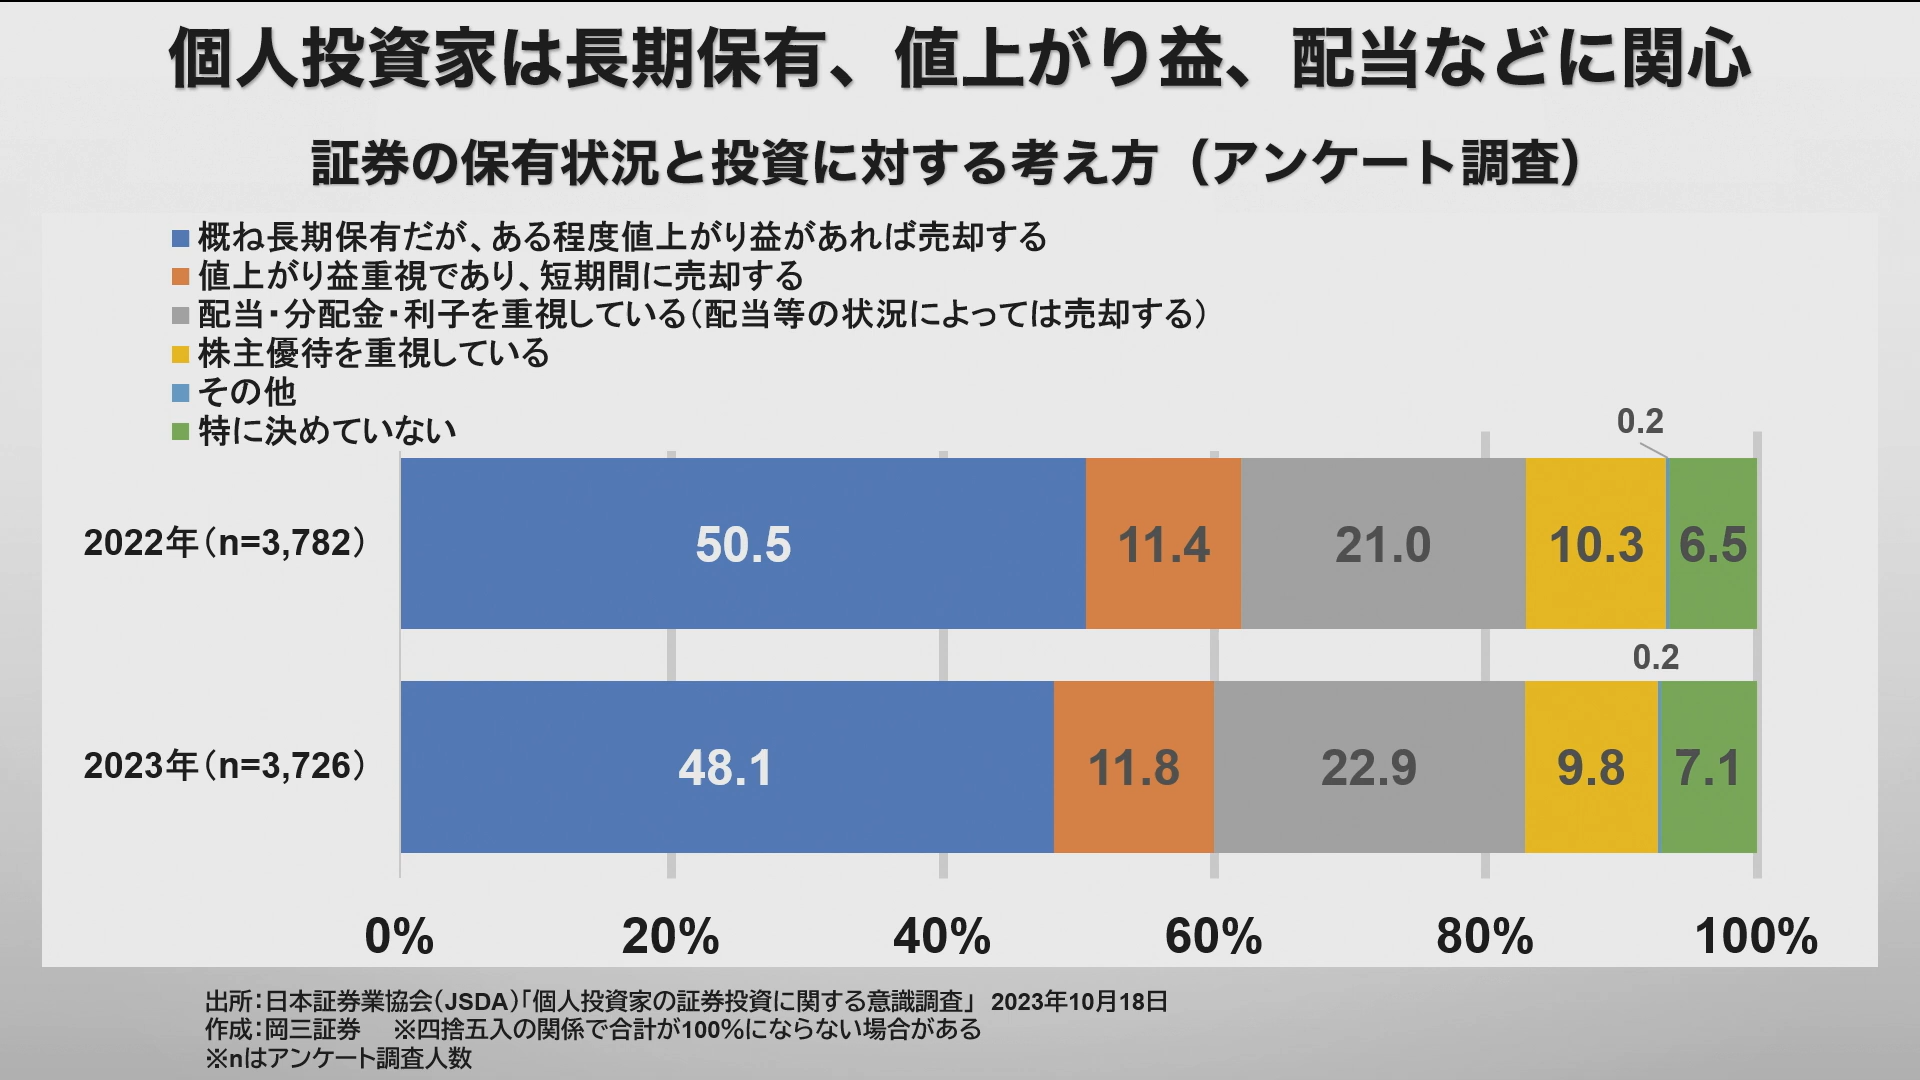 個人投資家は長期保有、値上がり益、配当などに関心
証券の保有状況と投資に対する考え方（アンケート調査）
概ね長期保有だが、ある程度値上がり益があれば売却する
値上がり益重視であり、短期間に売却する
配当・分配金・利子を重視している（配当等の状況によっては売却する）
株主優待を重視している
その他
特に決めていない
0.2
2022年（n=3,782）
50.5
11.4
21.0
10.3
6.5
0.2
2023年（n=3,726）
48.1
11.8
22.9
9.8
7.1
0%
20%
40%
60%
80%
100%
出所：日本証券業協会（JSDA）「個人投資家の証券投資に関する意識調査」 2023年10月18日
作成：岡三証券 ※四捨五入の関係で合計が100%にならない場合がある
※nはアンケート調査人数